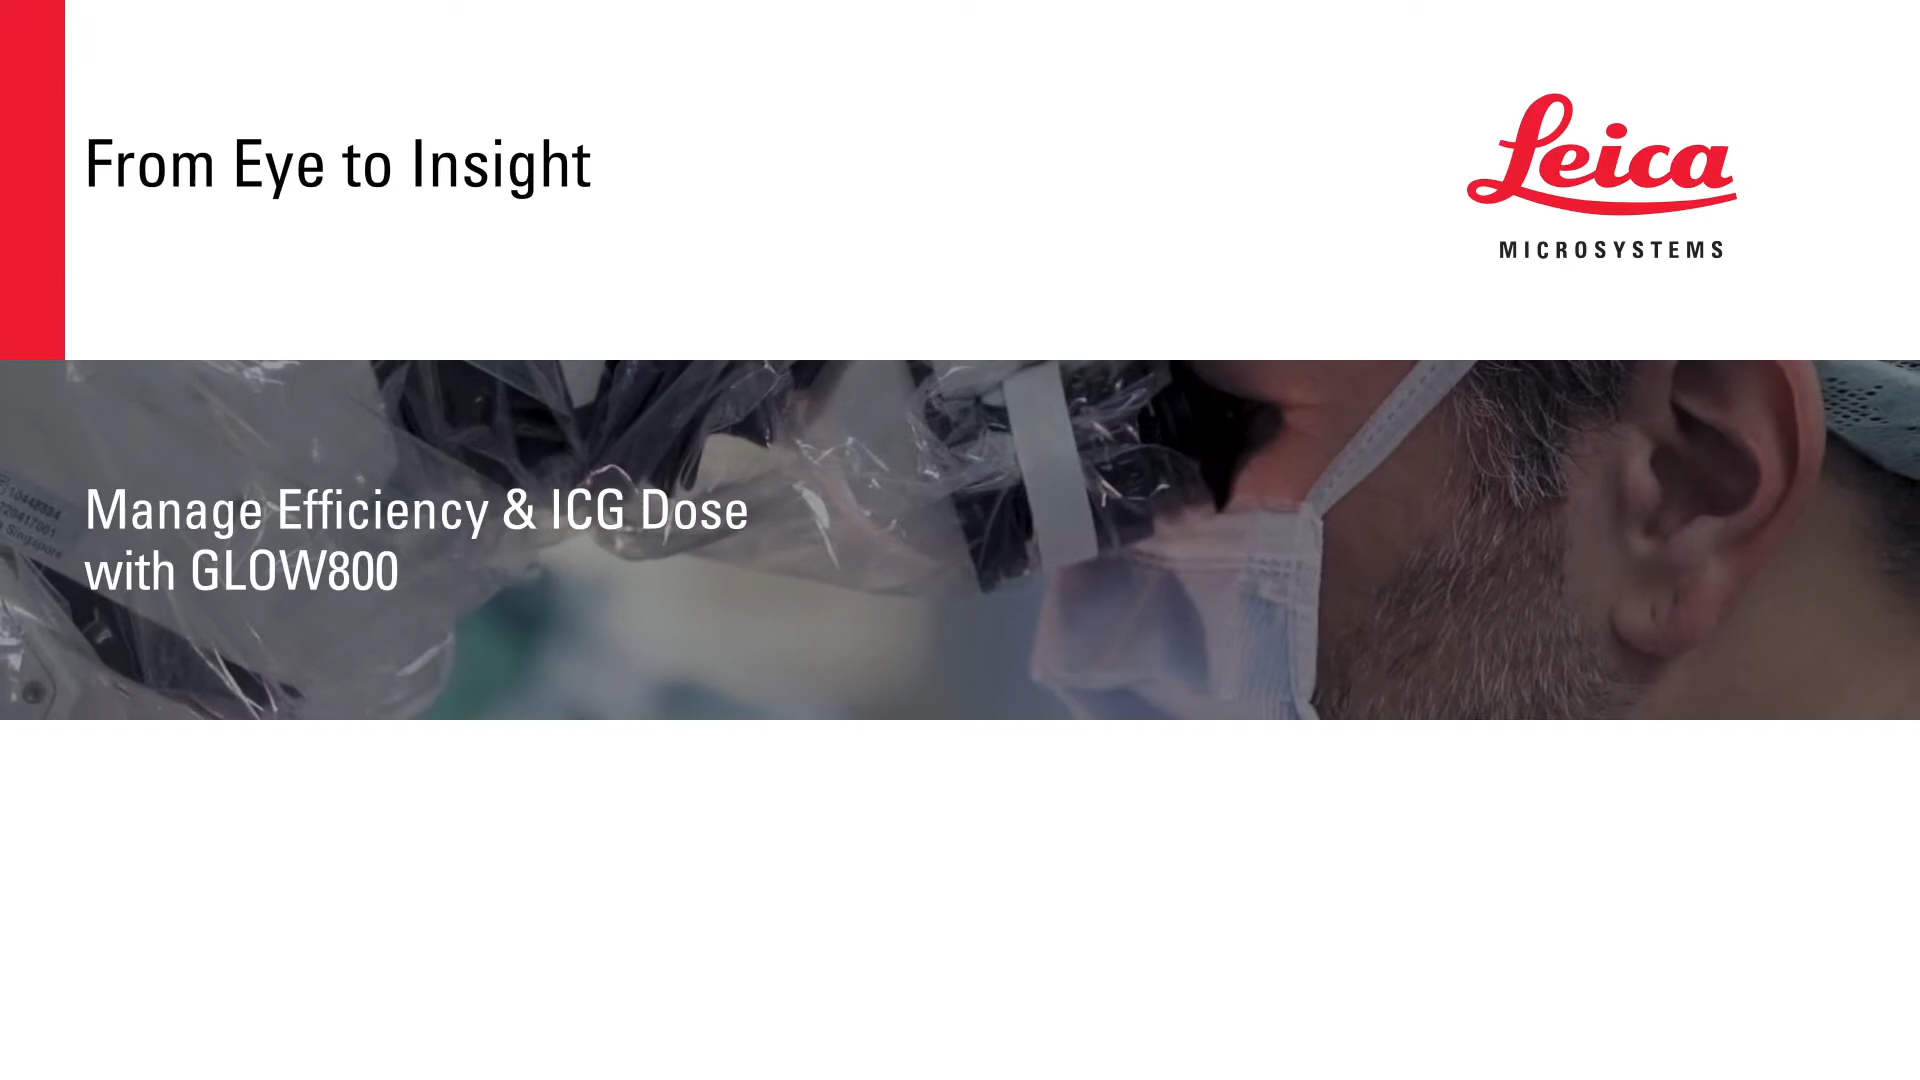 From Eye to Insight
Leica
MICROSYSTEMS
Manage Efficiency & ICG Dose
with GLOW800